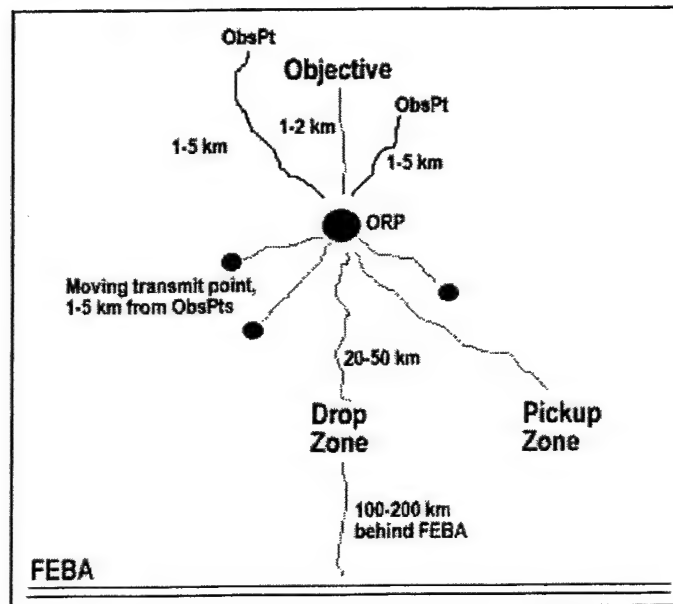 ObsPt
Objective
ObsPt
1-2 km
1-5 km
1-5 km
ORP
Moving transmit point,
1-5 km from ObsPts
20-50 km
Drop
Zone
Pickup
Zone
100-200 km
behind FEBA
FEBA